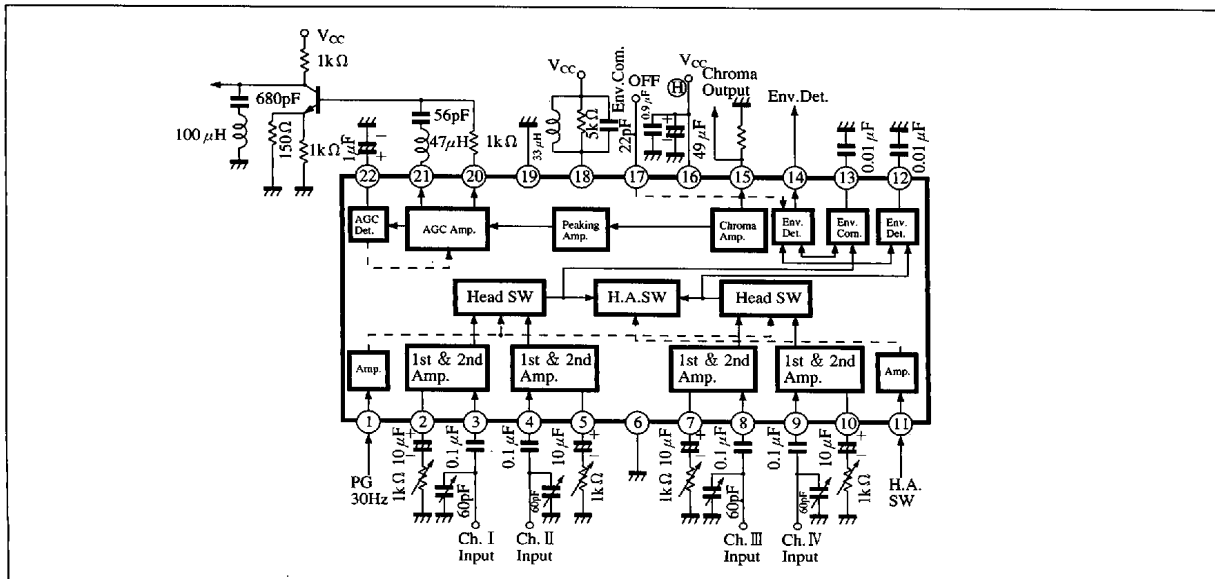 VCC
1kΩ
680pF
100μH
150Ω
1kΩ
1μF
−
+
56pF
47μH
1kΩ
33μH
VCC
5kΩ
Env.Com.
OFF
22pF
0.9μF
VCC
H
−
+
49μF
Chroma
Output
Env.Det.
0.01μF
0.01μF
22
21
20
19
18
17
16
15
14
13
12
AGC
Det.
AGC Amp.
Peaking
Amp.
Chroma
Amp.
Env.
Det.
Env.
Com.
Env.
Det.
Head SW
H.A.SW
Head SW
Amp.
1st & 2nd
Amp.
1st & 2nd
Amp.
1st & 2nd
Amp.
1st & 2nd
Amp.
Amp.
1
2
3
4
5
6
7
8
9
10
11
PG
30Hz
10μF
+
−
1kΩ
0.1μF
60pF
Ch. I
Input
0.1μF
60pF
Ch. II
Input
10μF
+
−
1kΩ
10μF
+
−
1kΩ
0.1μF
60pF
Ch. III
Input
0.1μF
60pF
Ch. IV
Input
10μF
+
−
1kΩ
H.A.
SW